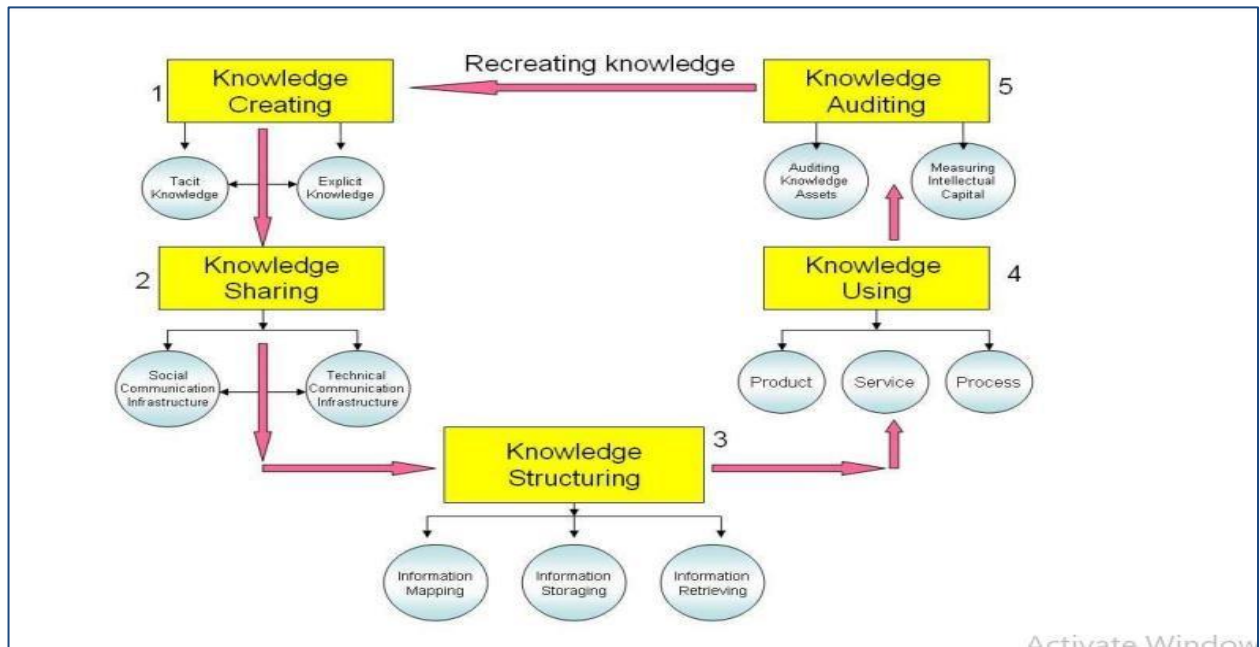 Recreating knowledge
1
Knowledge
Creating
Tacit
Knowledge
Explicit
Knowledge
2
Knowledge
Sharing
Social
Communication
Infrastructure
Technical
Communication
Infrastructure
3
Knowledge
Structuring
Information
Mapping
Information
Storaging
Information
Retrieving
4
Knowledge
Using
Product
Service
Process
5
Knowledge
Auditing
Auditing
Knowledge
Assets
Measuring
Intellectual
Capital
Activate Window